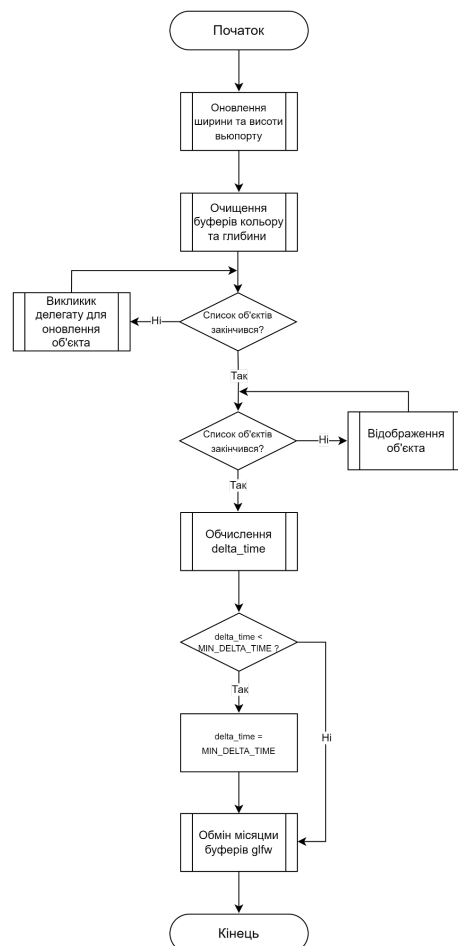 Початок
Оновлення
ширини та висоти
вьюпорту
Очищення
буферів кольору
та глибини
Викликик
делегату для
оновлення
об'єкта
Ні
Список об'єктів
закінчився?
Так
Список об'єктів
закінчився?
Ні
Відображення
об'єкта
Так
Обчислення
delta_time
delta_time <
MIN_DELTA_TIME ?
Так
Ні
delta_time =
MIN_DELTA_TIME
Обмін місяцми
буферів glfw
Кінець